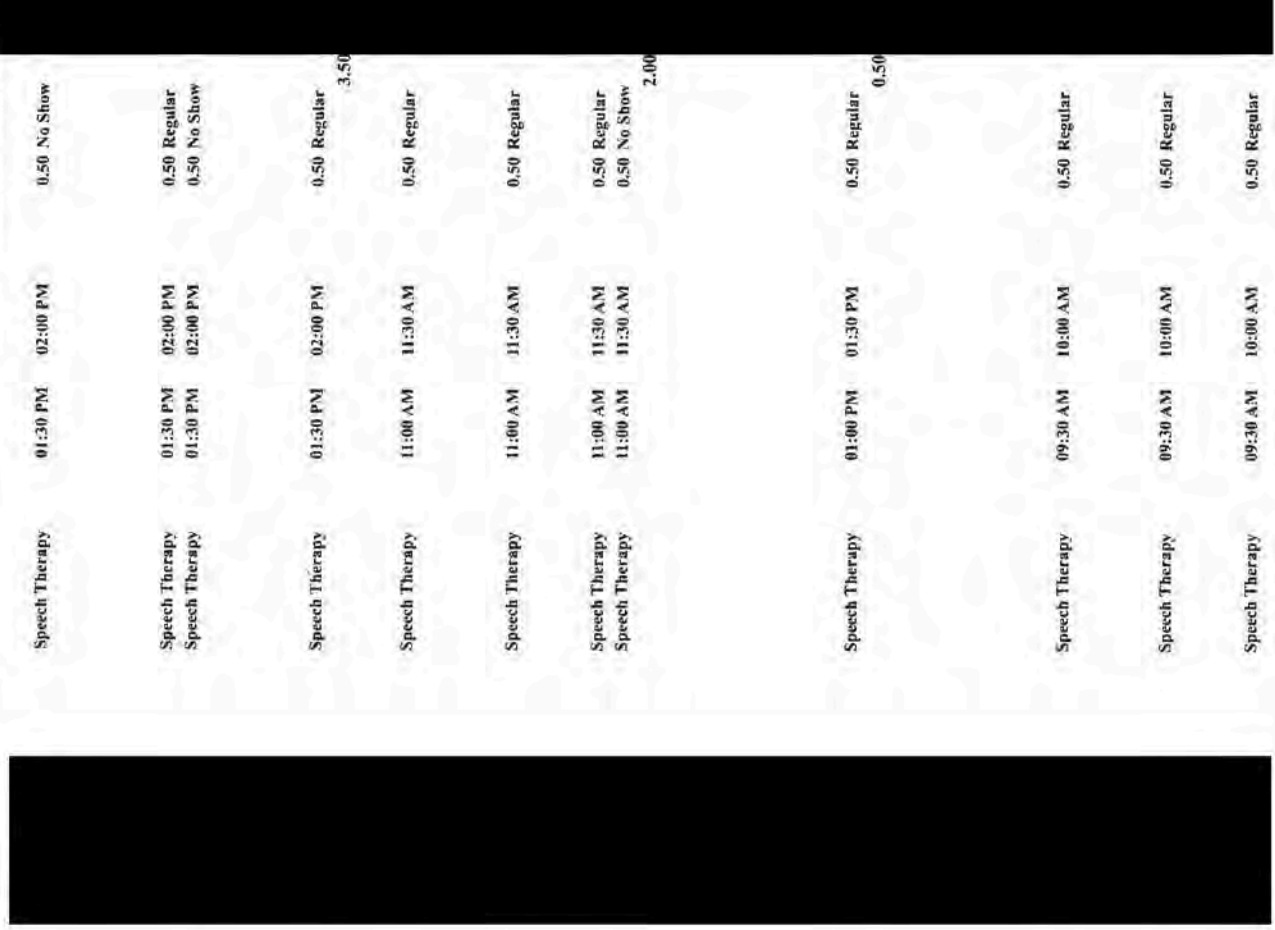 Speech Therapy 01:30 PM 02:00 PM 0.50 No Show
Speech Therapy 01:30 PM 02:00 PM 0.50 Regular
Speech Therapy 01:30 PM 02:00 PM 0.50 No Show
Speech Therapy 01:30 PM 02:00 PM 0.50 Regular
3.50
Speech Therapy 11:00 AM 11:30 AM 0.50 Regular
Speech Therapy 11:00 AM 11:30 AM 0.50 Regular
Speech Therapy 11:00 AM 11:30 AM 0.50 Regular
Speech Therapy 11:00 AM 11:30 AM 0.50 No Show
2.00
Speech Therapy 01:00 PM 01:30 PM 0.50 Regular
0.50
Speech Therapy 09:30 AM 10:00 AM 0.50 Regular
Speech Therapy 09:30 AM 10:00 AM 0.50 Regular
Speech Therapy 09:30 AM 10:00 AM 0.50 Regular